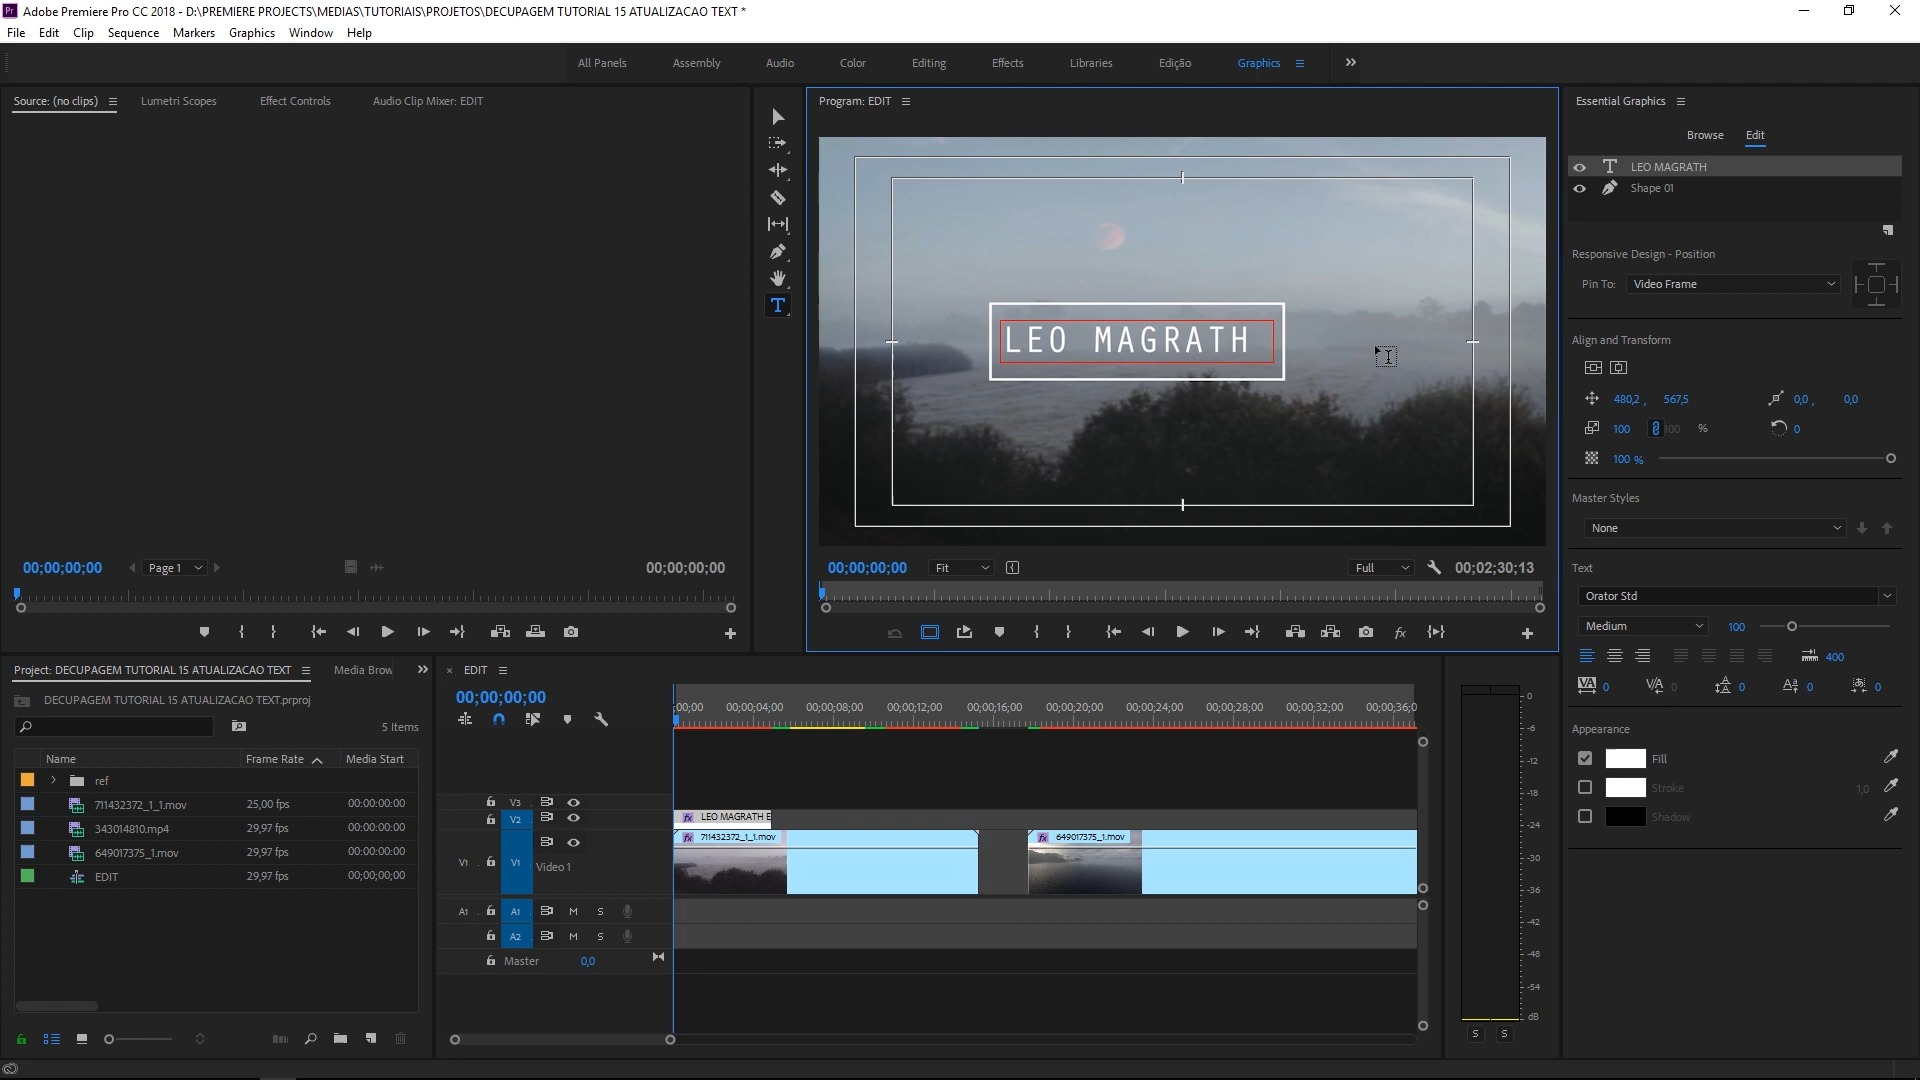 Adobe Premiere Pro CC 2018 - D:\PREMIERE PROJECTS\MEDIAS\TUTORIAIS\PROJETOS\DECUPAGEM TUTORIAL 15 ATUALIZACAO TEXT *
File Edit Clip Sequence Markers Graphics Window Help
All Panels Assembly Audio Color Editing Effects Libraries Edição Graphics
Source: (no clips) Lumetri Scopes Effect Controls Audio Clip Mixer: EDIT
Program: EDIT
Essential Graphics
Browse Edit
LEO MAGRATH
Shape 01
Responsive Design - Position
Pin To: Video Frame
Align and Transform
480,2 , 567,5 0,0 , 0,0
100 100 % 0
100 %
Master Styles
None
Text
Orator Std
Medium 100
400
0 0 0 0 0
Appearance
Fill
Stroke 1,0
Shadow
LEO MAGRATH
00;00;00;00 Page 1 00;00;00;00
00;00;00;00 Fit Full 00;02;30;13
Project: DECUPAGEM TUTORIAL 15 ATUALIZACAO TEXT Media Brow
DECUPAGEM TUTORIAL 15 ATUALIZACAO TEXT.prproj
5 Items
Name Frame Rate Media Start
ref
711432372_1_1.mov 25,00 fps 00:00:00:00
343014810.mp4 29,97 fps 00:00:00:00
649017375_1.mov 29,97 fps 00:00:00:00
EDIT 29,97 fps 00;00;00;00
× EDIT
00;00;00;00
;00;00 00;00;04;00 00;00;08;00 00;00;12;00 00;00;16;00 00;00;20;00 00;00;24;00 00;00;28;00 00;00;32;00 00;00;36;0
V3
V2 fx LEO MAGRATH E
fx 711432372_1_1.mov fx 649017375_1.mov
V1 V1 Video 1
A1 A1 M S
A2 M S
Master 0,0
0
-6
-12
-18
-24
-30
-36
-42
-48
-54
dB
S S